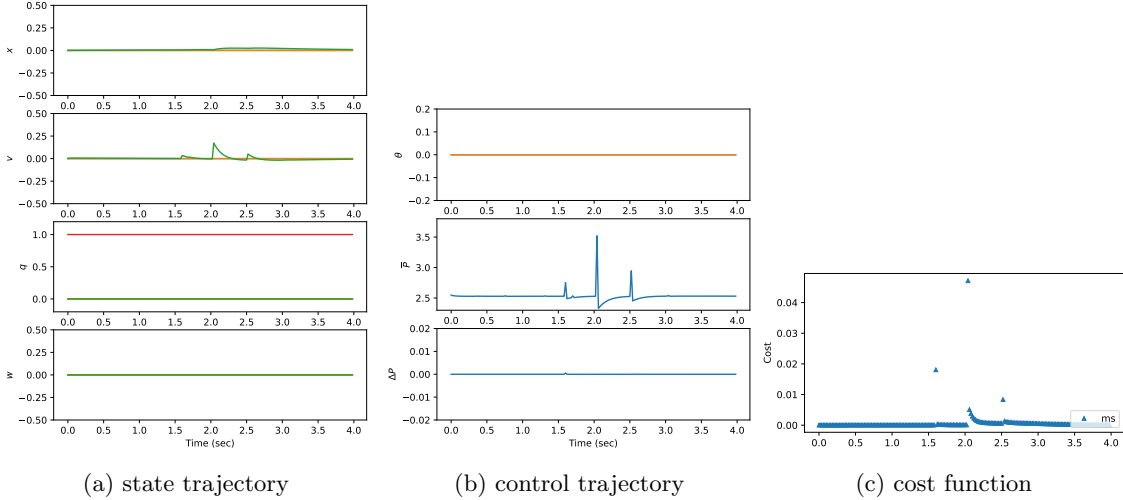 0.50
0.25
0.00
−0.25
−0.50
x
0.0 0.5 1.0 1.5 2.0 2.5 3.0 3.5 4.0
0.50
0.25
0.00
−0.25
−0.50
v
0.0 0.5 1.0 1.5 2.0 2.5 3.0 3.5 4.0
1.0
0.5
0.0
q
0.0 0.5 1.0 1.5 2.0 2.5 3.0 3.5 4.0
0.50
0.25
0.00
−0.25
−0.50
w
0.0 0.5 1.0 1.5 2.0 2.5 3.0 3.5 4.0
Time (sec)
(a) state trajectory
0.2
0.1
0.0
−0.1
−0.2
θ
0.0 0.5 1.0 1.5 2.0 2.5 3.0 3.5 4.0
3.5
3.0
2.5
P̅
0.0 0.5 1.0 1.5 2.0 2.5 3.0 3.5 4.0
0.02
0.01
0.00
−0.01
−0.02
ΔP
0.0 0.5 1.0 1.5 2.0 2.5 3.0 3.5 4.0
Time (sec)
(b) control trajectory
0.04
0.03
0.02
0.01
0.00
Cost
ms
0.0 0.5 1.0 1.5 2.0 2.5 3.0 3.5 4.0
(c) cost function